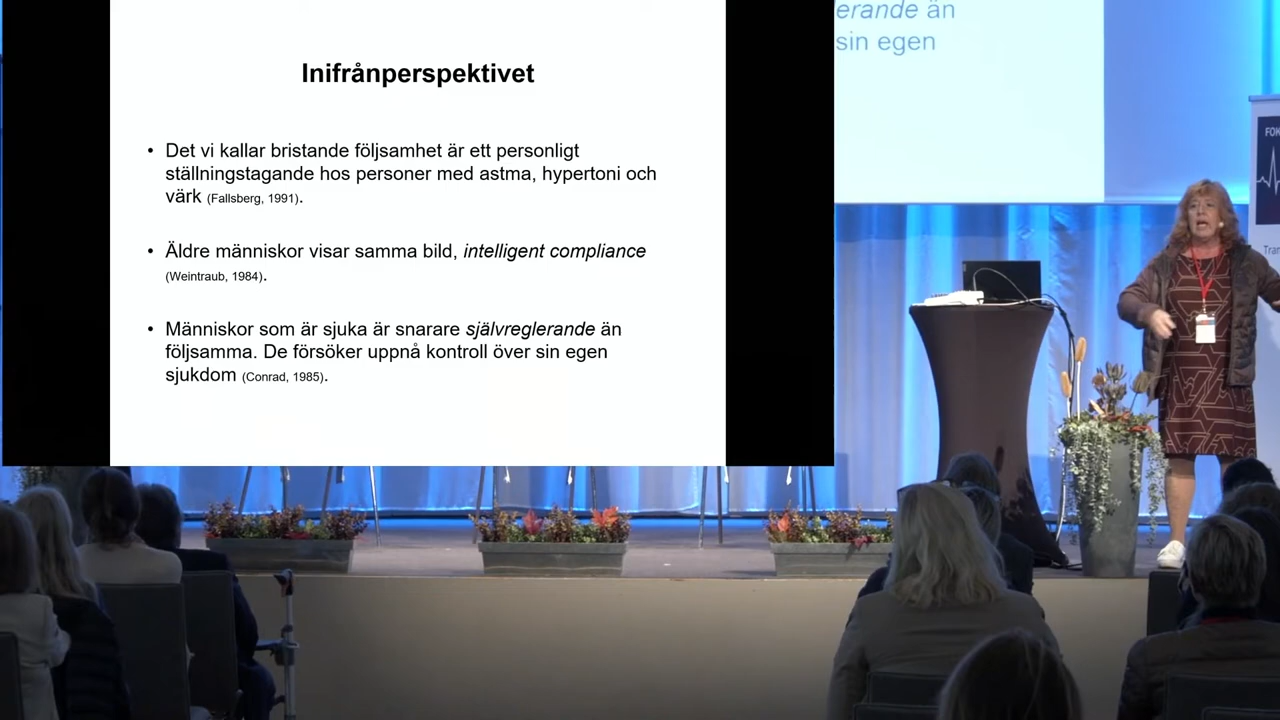 Inifrånperspektivet
• Det vi kallar bristande följsamhet är ett personligt
ställningstagande hos personer med astma, hypertoni och
värk (Fallsberg, 1991).
• Äldre människor visar samma bild, intelligent compliance
(Weintraub, 1984).
• Människor som är sjuka är snarare självreglerande än
följsamma. De försöker uppnå kontroll över sin egen
sjukdom (Conrad, 1985).
erande än
sin egen
FOK
Tran